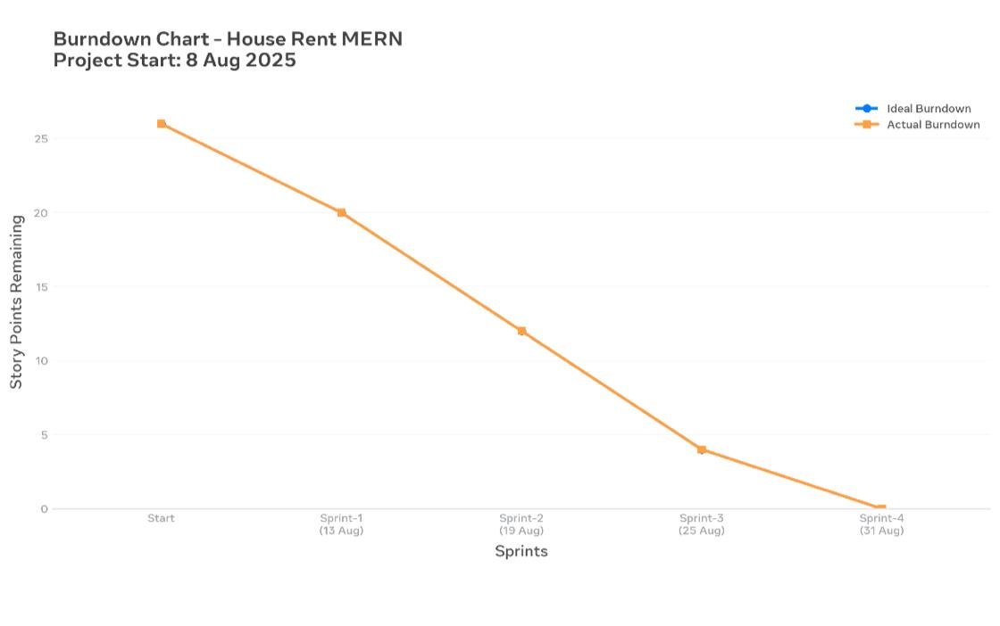 Burndown Chart - House Rent MERN
Project Start: 8 Aug 2025
Ideal Burndown
Actual Burndown
Story Points Remaining
25
20
15
10
5
0
Start
Sprint-1
(13 Aug)
Sprint-2
(19 Aug)
Sprint-3
(25 Aug)
Sprint-4
(31 Aug)
Sprints